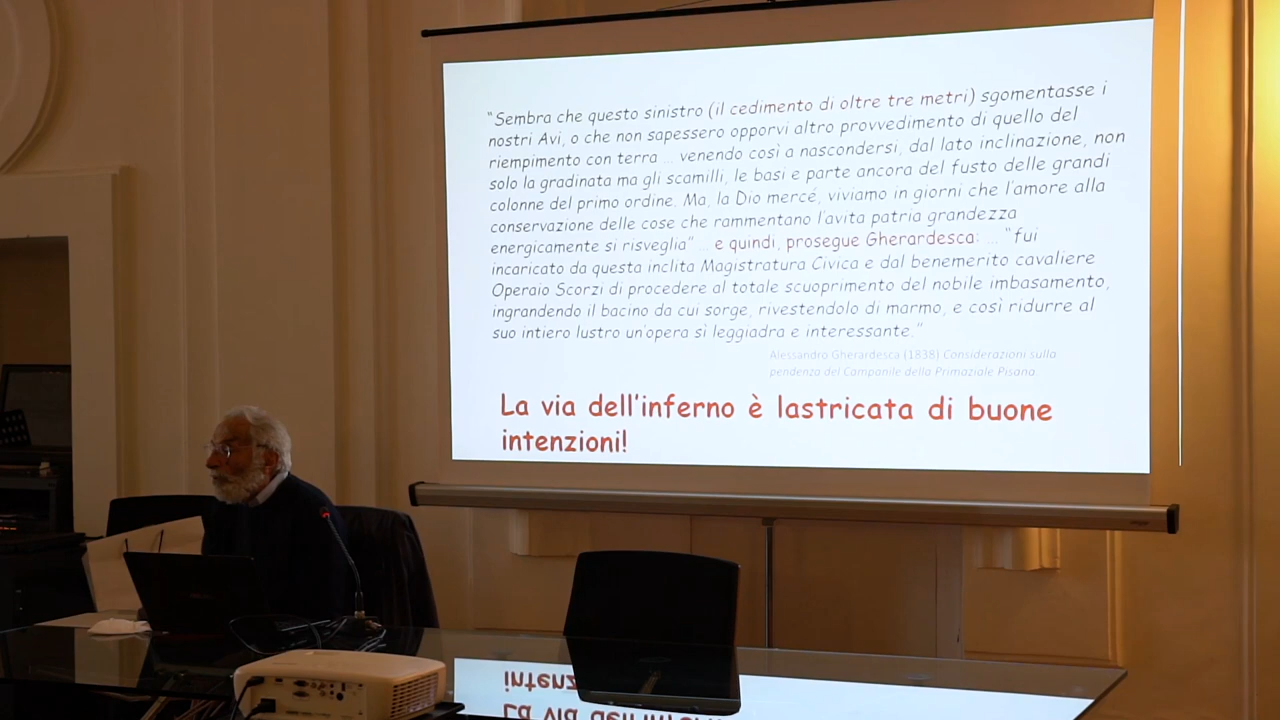 "Sembra che questo sinistro (il cedimento di oltre tre metri) sgomentasse i
nostri Avi, o che non sapessero opporvi altro provvedimento di quello del
riempimento con terra ... venendo così a nascondersi, dal lato inclinazione, non
solo la gradinata ma gli scamilli, le basi e parte ancora del fusto delle grandi
colonne del primo ordine. Ma, la Dio mercé, viviamo in giorni che l'amore alla
conservazione delle cose che rammentano l'avita patria grandezza
energicamente si risveglia" ... e quindi, prosegue Gherardesca: ... "fui
incaricato da questa inclita Magistratura Civica e dal benemerito cavaliere
Operaio Scorzi di procedere al totale scuoprimento del nobile imbasamento,
ingrandendo il bacino da cui sorge, rivestendolo di marmo, e così ridurre al
suo intiero lustro un'opera sì leggiadra e interessante."
Alessandro Gherardesca (1838) Considerazioni sulla
pendenza del Campanile della Primaziale Pisana.
La via dell'inferno è lastricata di buone
intenzioni!